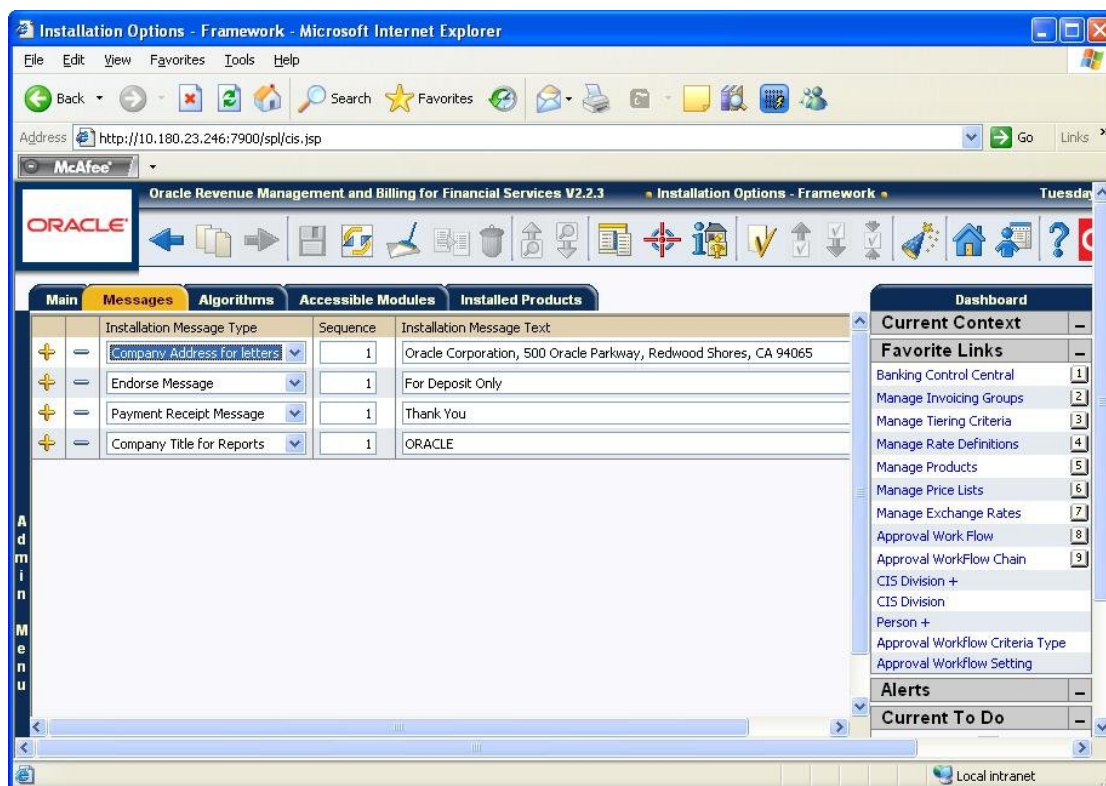 Installation Options - Framework - Microsoft Internet Explorer
File Edit View Favorites Tools Help
Back Search Favorites
Address http://10.180.23.246:7900/spl/cis.jsp Go Links »
McAfee
Oracle Revenue Management and Billing for Financial Services V2.2.3 Installation Options - Framework Tuesday
ORACLE
Main Messages Algorithms Accessible Modules Installed Products Dashboard
Installation Message Type Sequence Installation Message Text
Company Address for letters 1 Oracle Corporation, 500 Oracle Parkway, Redwood Shores, CA 94065
Endorse Message 1 For Deposit Only
Payment Receipt Message 1 Thank You
Company Title for Reports 1 ORACLE
Admin Menu
Current Context
Favorite Links
Banking Control Central 1
Manage Invoicing Groups 2
Manage Tiering Criteria 3
Manage Rate Definitions 4
Manage Products 5
Manage Price Lists 6
Manage Exchange Rates 7
Approval Work Flow 8
Approval WorkFlow Chain 9
CIS Division +
CIS Division
Person +
Approval Workflow Criteria Type
Approval Workflow Setting
Alerts
Current To Do
Local intranet